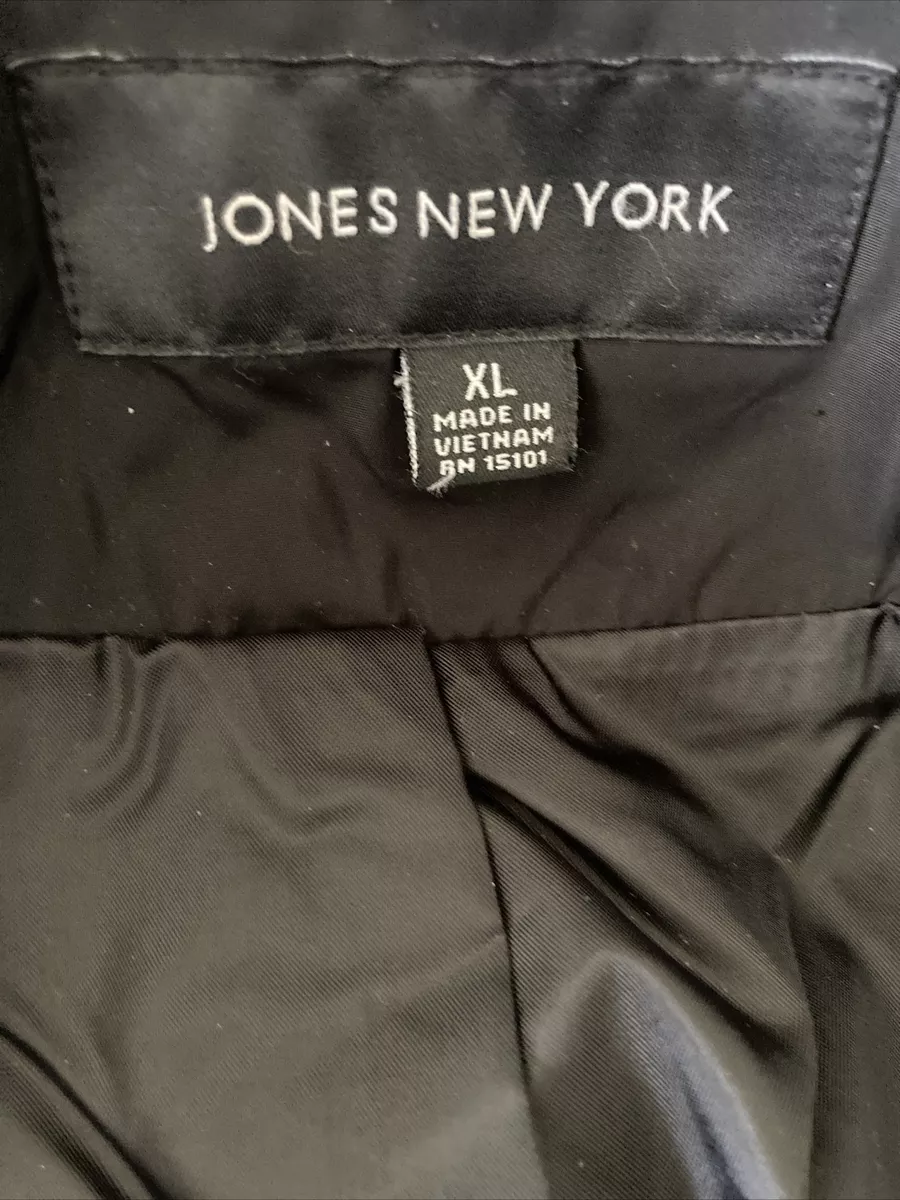 JONES NEW YORK
XL
MADE IN
VIETNAM
RN 15101